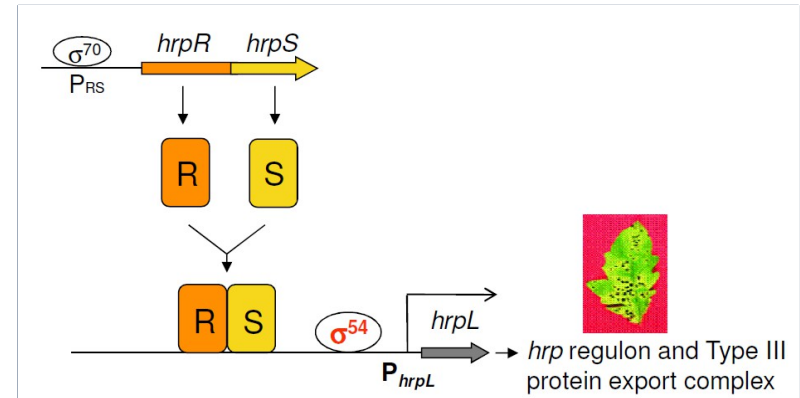 σ70 hrpR hrpS
PRS
R S
R S
σ54 hrpL
PhrpL
hrp regulon and Type III
protein export complex